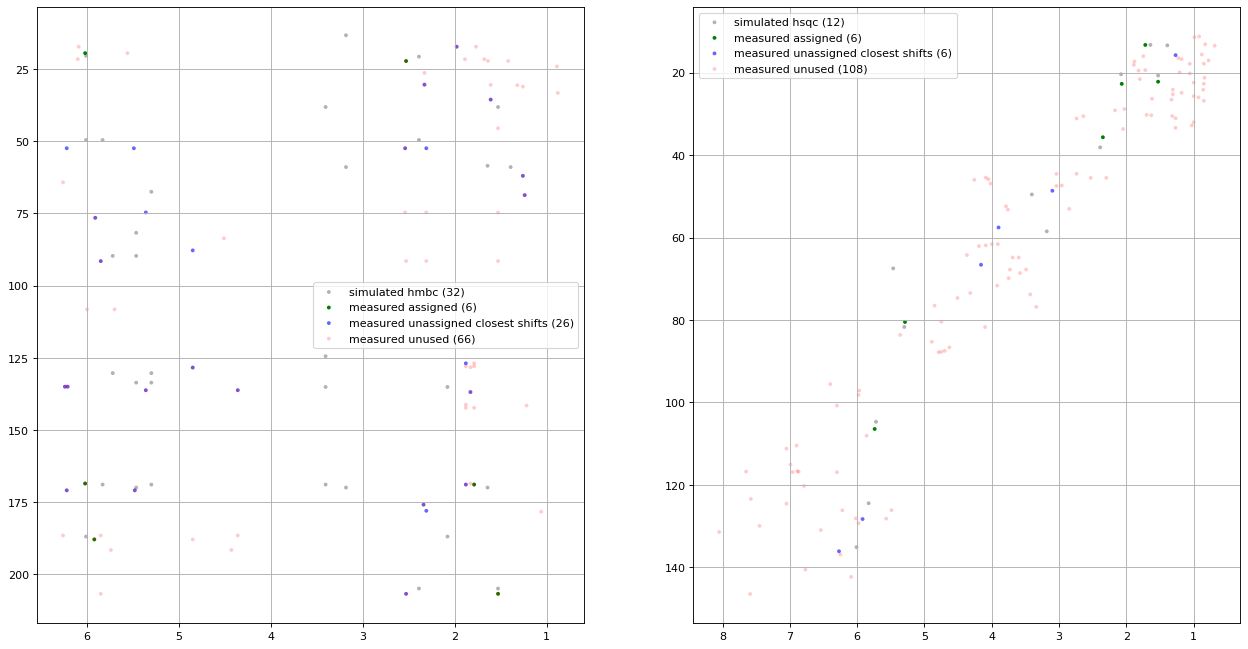 simulated hmbc (32)
measured assigned (6)
measured unassigned closest shifts (26)
measured unused (66)
25
50
75
100
125
150
175
200
6 5 4 3 2 1
simulated hsqc (12)
measured assigned (6)
measured unassigned closest shifts (6)
measured unused (108)
20
40
60
80
100
120
140
8 7 6 5 4 3 2 1